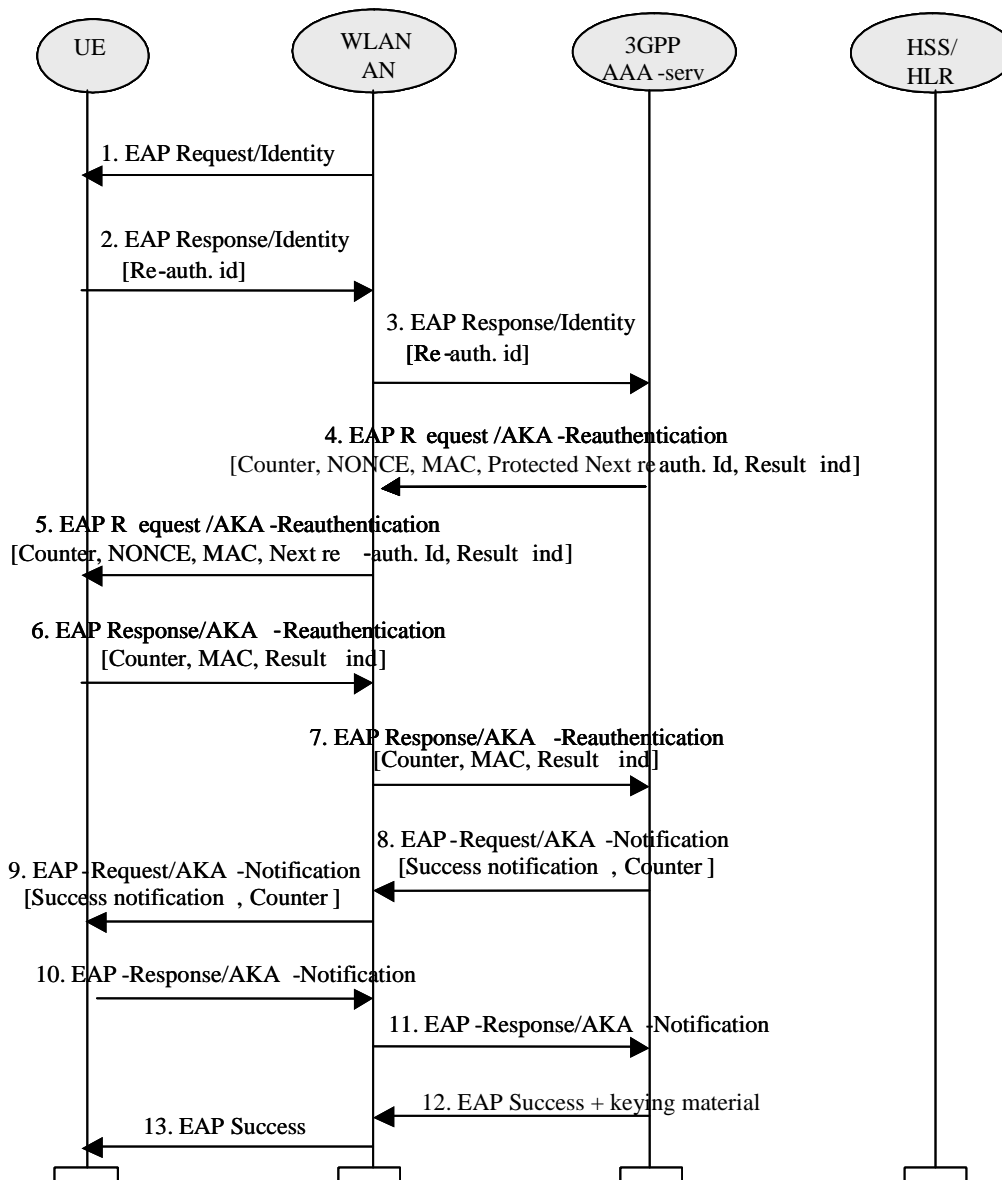 UE
WLAN
AN
3GPP
AAA -serv
HSS/
HLR
1. EAP Request/Identity
2. EAP Response/Identity
[Re-auth. id]
3. EAP Response/Identity
[Re-auth. id]
4. EAP R equest /AKA -Reauthentication
[Counter, NONCE, MAC, Protected Next re auth. Id, Result ind]
5. EAP R equest /AKA -Reauthentication
[Counter, NONCE, MAC, Next re -auth. Id, Result ind]
6. EAP Response/AKA -Reauthentication
[Counter, MAC, Result ind]
7. EAP Response/AKA -Reauthentication
[Counter, MAC, Result ind]
8. EAP -Request/AKA -Notification
[Success notification , Counter ]
9. EAP -Request/AKA -Notification
[Success notification , Counter ]
10. EAP -Response/AKA -Notification
11. EAP -Response/AKA -Notification
12. EAP Success + keying material
13. EAP Success